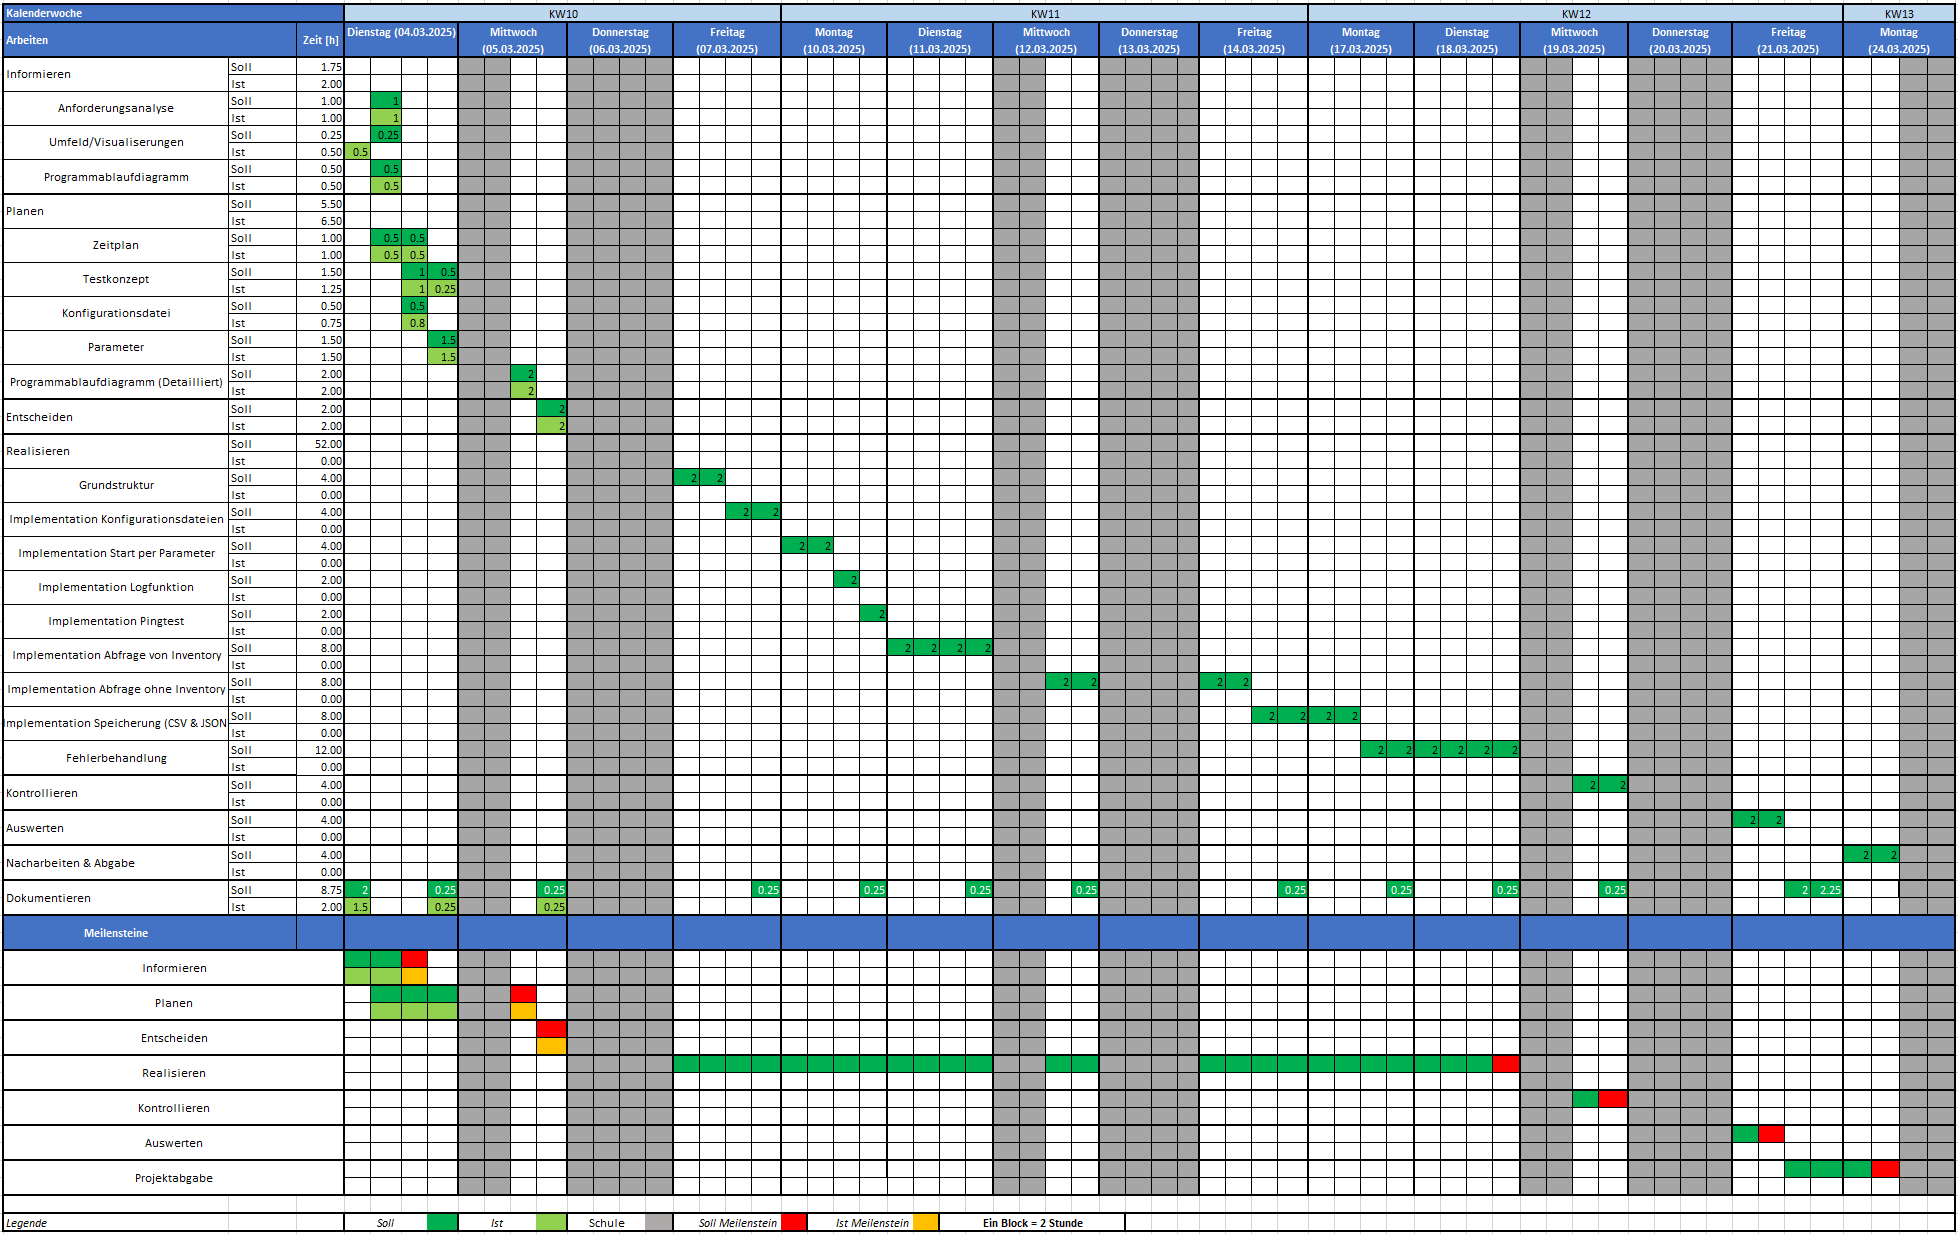 Kalenderwoche KW10 KW11 KW12 KW13
Arbeiten Zeit [h] Dienstag (04.03.2025) Mittwoch (05.03.2025) Donnerstag (06.03.2025) Freitag (07.03.2025) Montag (10.03.2025) Dienstag (11.03.2025) Mittwoch (12.03.2025) Donnerstag (13.03.2025) Freitag (14.03.2025) Montag (17.03.2025) Dienstag (18.03.2025) Mittwoch (19.03.2025) Donnerstag (20.03.2025) Freitag (21.03.2025) Montag (24.03.2025)
Informieren Soll 1.75
Ist 2.00
Anforderungsanalyse Soll 1.00 1
Ist 1.00 1
Umfeld/Visualiserungen Soll 0.25 0.25
Ist 0.50 0.5
Programmablaufdiagramm Soll 0.50 0.5
Ist 0.50 0.5
Planen Soll 5.50
Ist 6.50
Zeitplan Soll 1.00 0.5 0.5
Ist 1.00 0.5 0.5
Testkonzept Soll 1.50 1 0.5
Ist 1.25 1 0.25
Konfigurationsdatei Soll 0.50 0.5
Ist 0.75 0.8
Parameter Soll 1.50 1.5
Ist 1.50 1.5
Programmablaufdiagramm (Detailliert) Soll 2.00 2
Ist 2.00 2
Entscheiden Soll 2.00 2
Ist 2.00 2
Realisieren Soll 52.00
Ist 0.00
Grundstruktur Soll 4.00 2 2
Ist 0.00
Implementation Konfigurationsdateien Soll 4.00 2 2
Ist 0.00
Implementation Start per Parameter Soll 4.00 2 2
Ist 0.00
Implementation Logfunktion Soll 2.00 2
Ist 0.00
Implementation Pingtest Soll 2.00 2
Ist 0.00
Implementation Abfrage von Inventory Soll 8.00 2 2 2 2
Ist 0.00
Implementation Abfrage ohne Inventory Soll 8.00 2 2 2 2
Ist 0.00
Implementation Speicherung (CSV & JSON Soll 8.00 2 2 2 2
Ist 0.00
Fehlerbehandlung Soll 12.00 2 2 2 2 2 2
Ist 0.00
Kontrollieren Soll 4.00 2 2
Ist 0.00
Auswerten Soll 4.00 2 2
Ist 0.00
Nacharbeiten & Abgabe Soll 4.00 2 2
Ist 0.00
Dokumentieren Soll 8.75 2 0.25 0.25 0.25 0.25 0.25 0.25 0.25 0.25 0.25 0.25 2 2.25
Ist 2.00 1.5 0.25 0.25
Meilensteine
Informieren
Planen
Entscheiden
Realisieren
Kontrollieren
Auswerten
Projektabgabe
Legende Soll Ist Schule Soll Meilenstein Ist Meilenstein Ein Block = 2 Stunde